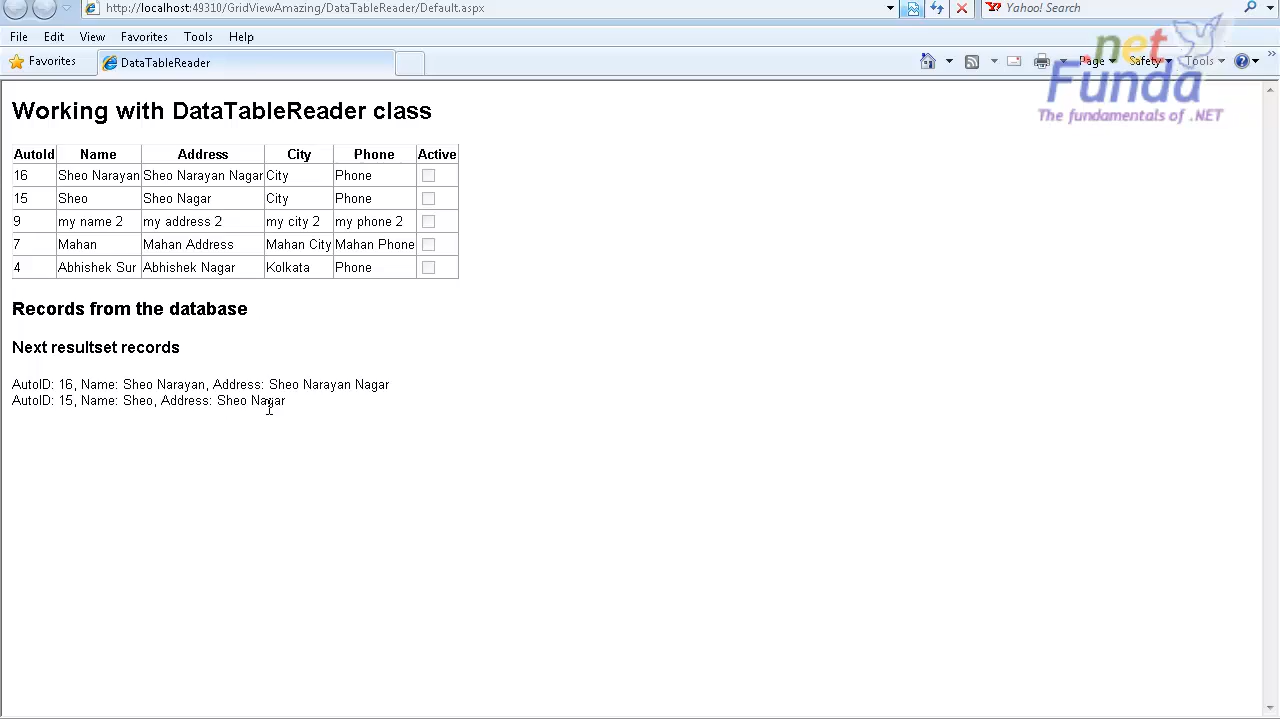 http://localhost:49310/GridViewAmazing/DataTableReader/Default.aspx
Yahoo! Search
File Edit View Favorites Tools Help
Favorites DataTableReader Page Safety Tools
.net
Funda
The fundamentals of .NET
Working with DataTableReader class
AutoId Name Address City Phone Active
16 Sheo Narayan Sheo Narayan Nagar City Phone
15 Sheo Sheo Nagar City Phone
9 my name 2 my address 2 my city 2 my phone 2
7 Mahan Mahan Address Mahan City Mahan Phone
4 Abhishek Sur Abhishek Nagar Kolkata Phone
Records from the database
Next resultset records
AutoID: 16, Name: Sheo Narayan, Address: Sheo Narayan Nagar
AutoID: 15, Name: Sheo, Address: Sheo Nagar